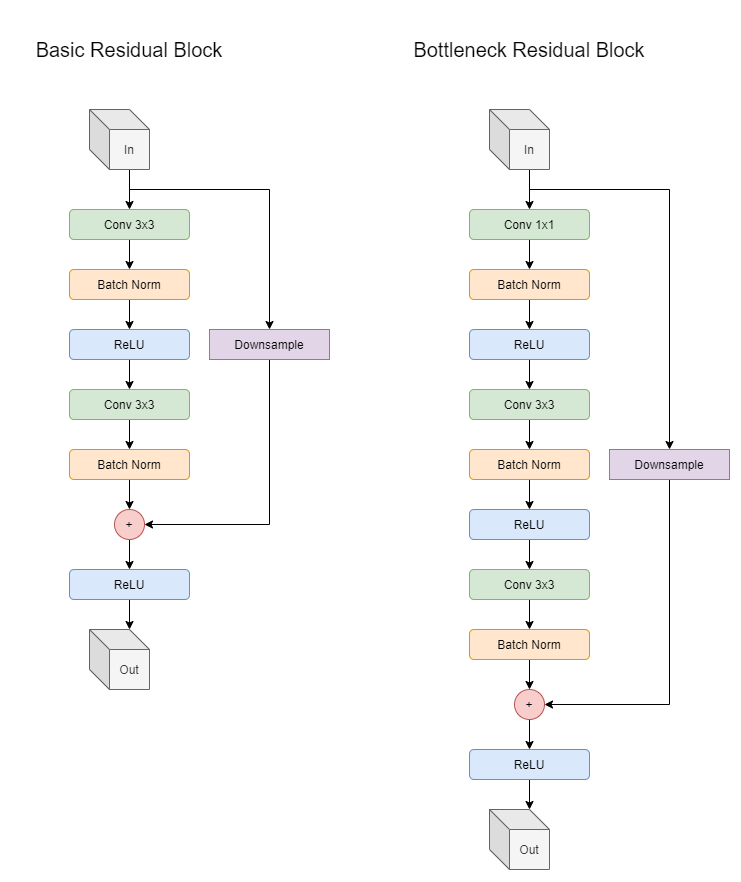 Basic Residual Block
In
Conv 3x3
Batch Norm
ReLU
Downsample
Conv 3x3
Batch Norm
+
ReLU
Out
Bottleneck Residual Block
In
Conv 1x1
Batch Norm
ReLU
Conv 3x3
Batch Norm
Downsample
ReLU
Conv 3x3
Batch Norm
+
ReLU
Out